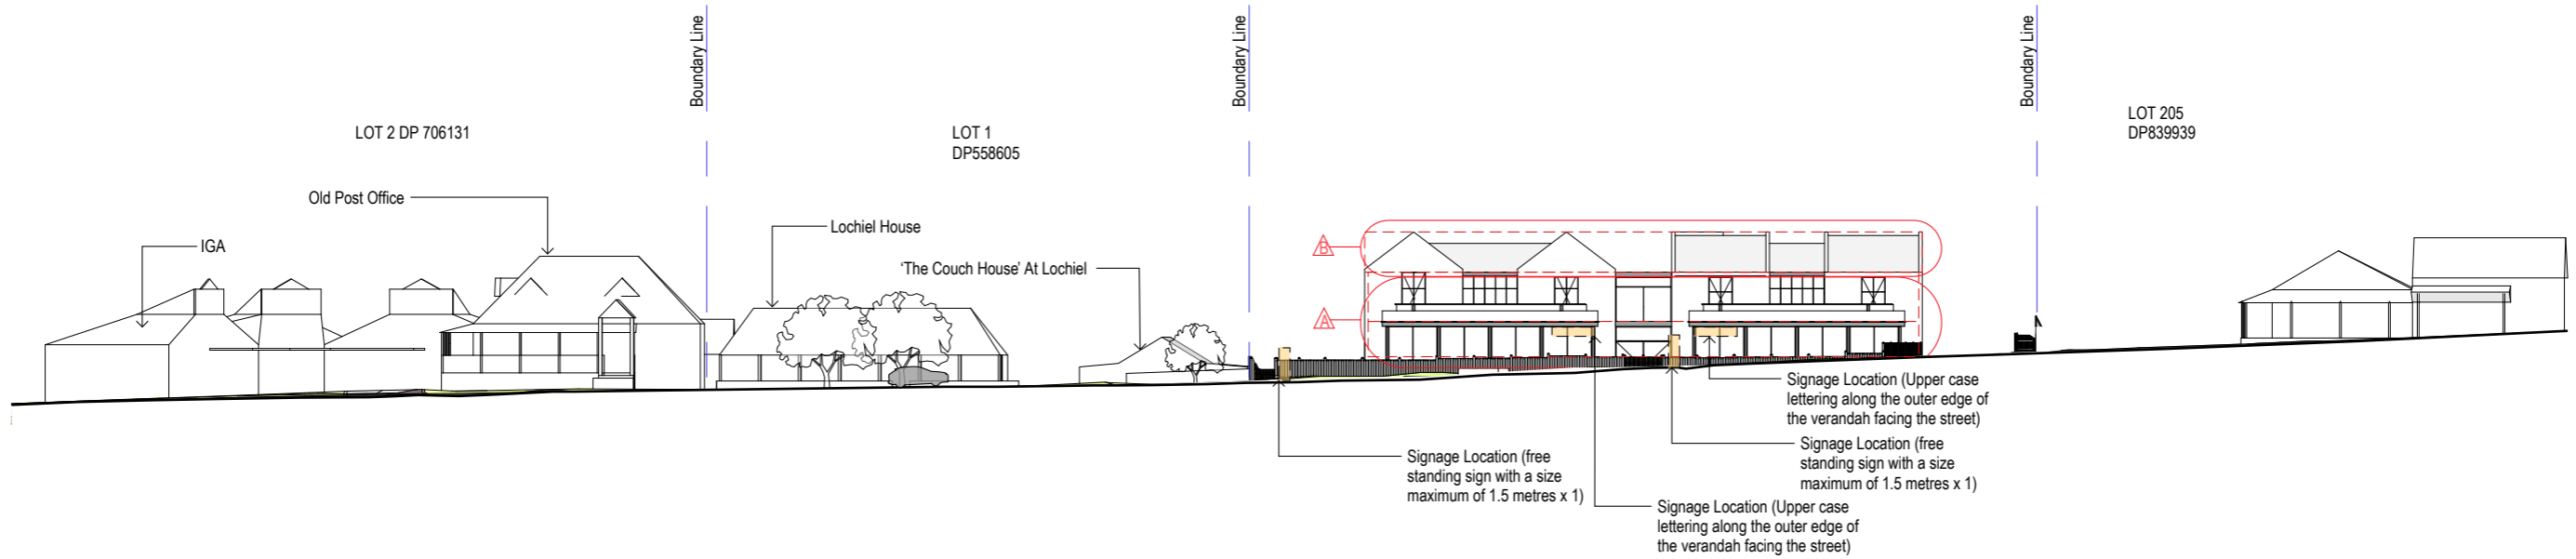 Boundary Line
Boundary Line
Boundary Line
LOT 2 DP 706131
LOT 1
DP558605
LOT 205
DP839939
Old Post Office
IGA
Lochiel House
'The Couch House' At Lochiel
B
A
Signage Location (Upper case
lettering along the outer edge of
the verandah facing the street)
Signage Location (free
standing sign with a size
maximum of 1.5 metres x 1)
Signage Location (free
standing sign with a size
maximum of 1.5 metres x 1)
Signage Location (Upper case
lettering along the outer edge of
the verandah facing the street)